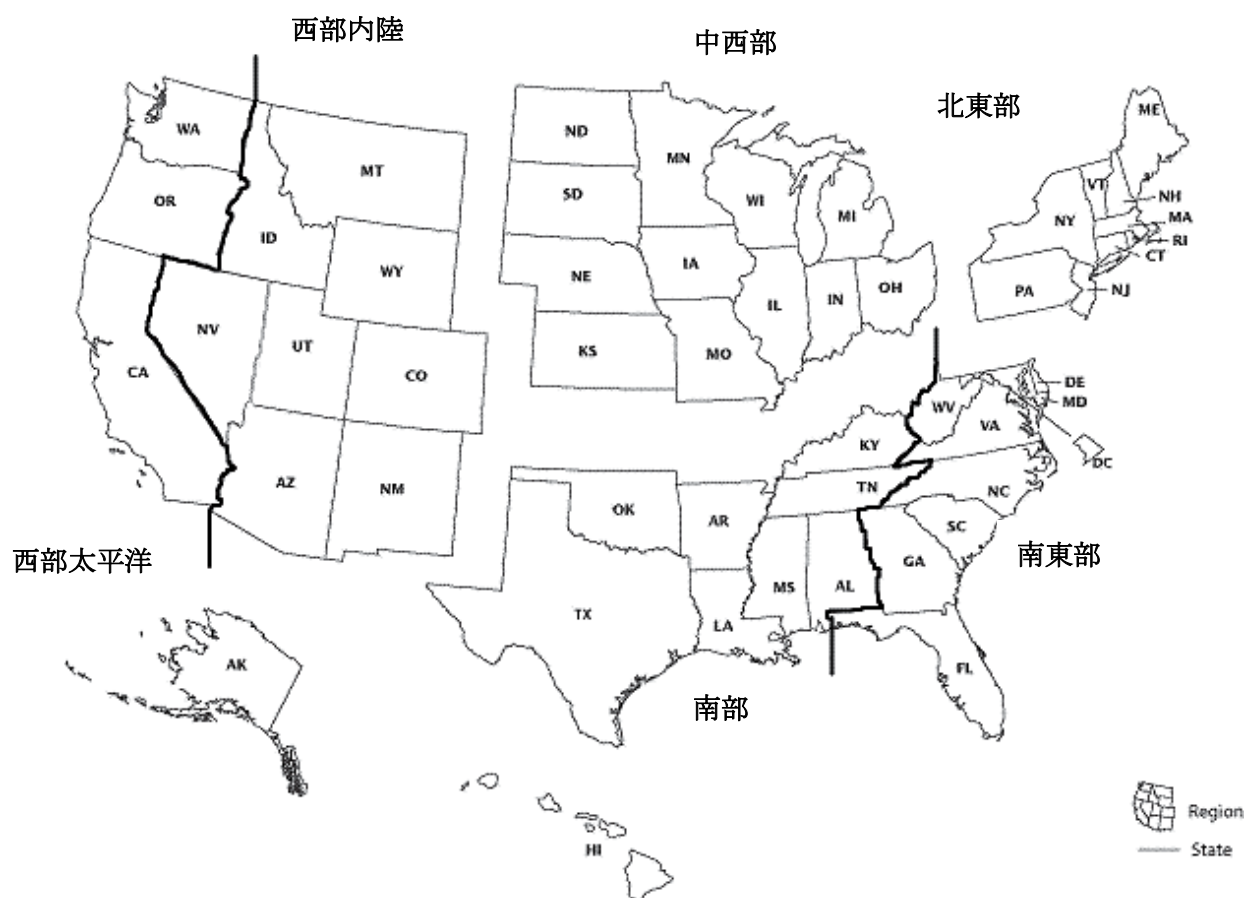 西部内陸
中西部
北東部
WA
MT
ND
MN
ME
OR
ID
SD
WI
MI
VT
NH
NY
MA
RI
CT
WY
NE
IA
PA
NJ
NV
UT
CO
KS
IL
IN
OH
MO
CA
DE
MD
WV
VA
KY
DC
AZ
NM
OK
AR
TN
NC
SC
西部太平洋
南東部
GA
TX
MS
AL
LA
AK
FL
南部
HI
Region
State